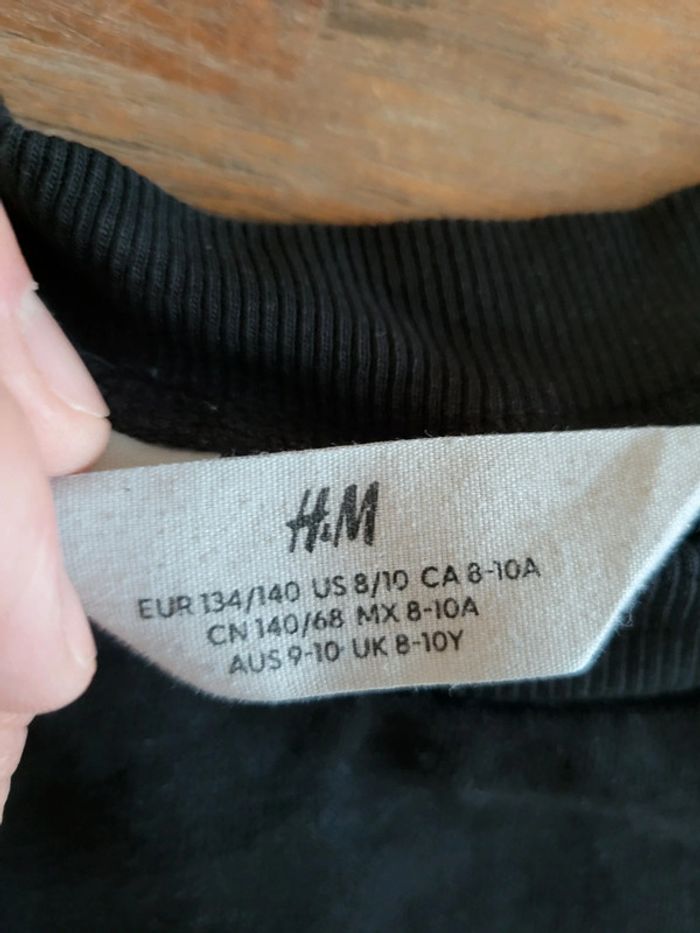 H&M
EUR 134/140 US 8/10 CA 8-10A
CN 140/68 MX 8-10A
AUS 9-10 UK 8-10Y